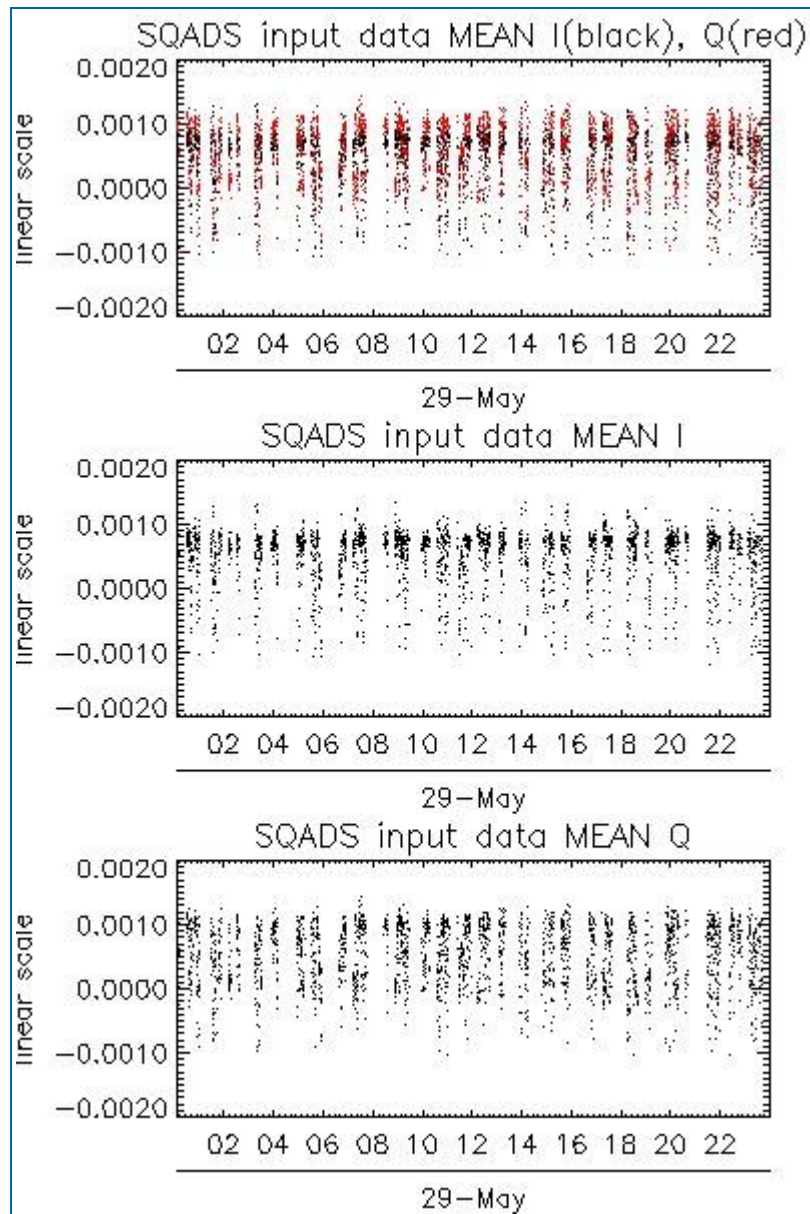 SQADS input data MEAN I(black), Q(red)
0.0020
0.0010
0.0000
-0.0010
-0.0020
linear scale
02 04 06 08 10 12 14 16 18 20 22
29-May
SQADS input data MEAN I
0.0020
0.0010
0.0000
-0.0010
-0.0020
linear scale
02 04 06 08 10 12 14 16 18 20 22
29-May
SQADS input data MEAN Q
0.0020
0.0010
0.0000
-0.0010
-0.0020
linear scale
02 04 06 08 10 12 14 16 18 20 22
29-May